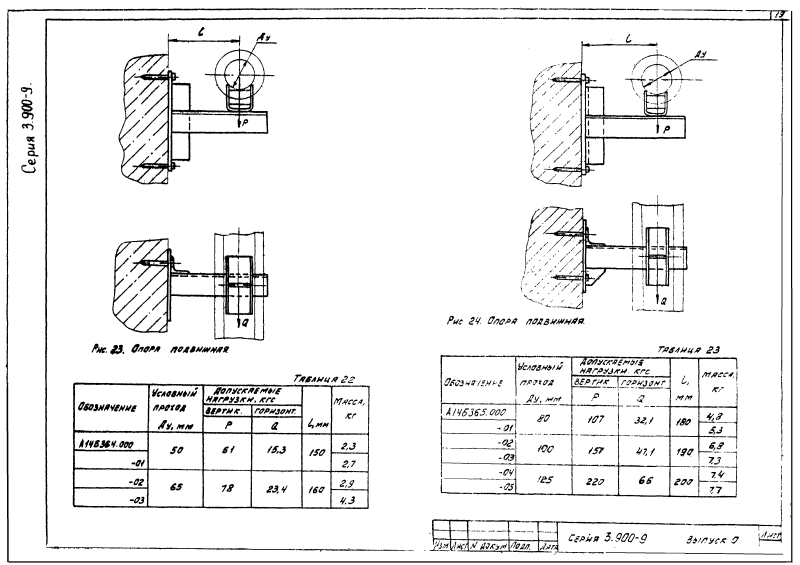 19
Серия 3.900-9.
L
Ду
Р
Q
Рис. 23. Опора подвижная
L
Ду
Р
Q
Рис 24. Опора подвижная.
Таблица 22
Обозначение | Условный проход Ду, мм | Допускаемые нагрузки, кгс | L, мм | Масса, кг
вертик. Р | горизонт. Q
А14Б364.000 | 50 | 61 | 15,3 | 150 | 2,3
-01 | 2,7
-02 | 65 | 78 | 23,4 | 160 | 2,9
-03 | 4,3
Таблица 23
Обозначение | Условный проход Ду, мм | Допускаемые нагрузки, кгс | L, мм | Масса, кг
вертик Р | горизонт. Q
А14Б365.000 | 80 | 107 | 32,1 | 180 | 4,8
-01 | 5,3
-02 | 100 | 157 | 47,1 | 190 | 6,9
-03 | 7,3
-04 | 125 | 220 | 66 | 200 | 7,4
-05 | 7,7
Изм Лист N докум Подп. Дата
Серия 3.900-9 Выпуск 0
Лист